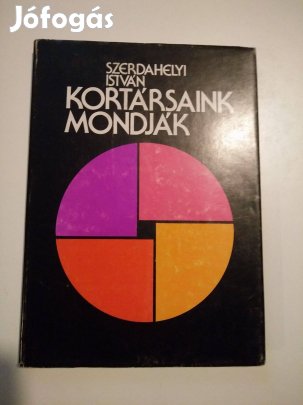 Jófogás
SZERDAHELYI
ISTVÁN
KORTÁRSAINK
MONDJÁK